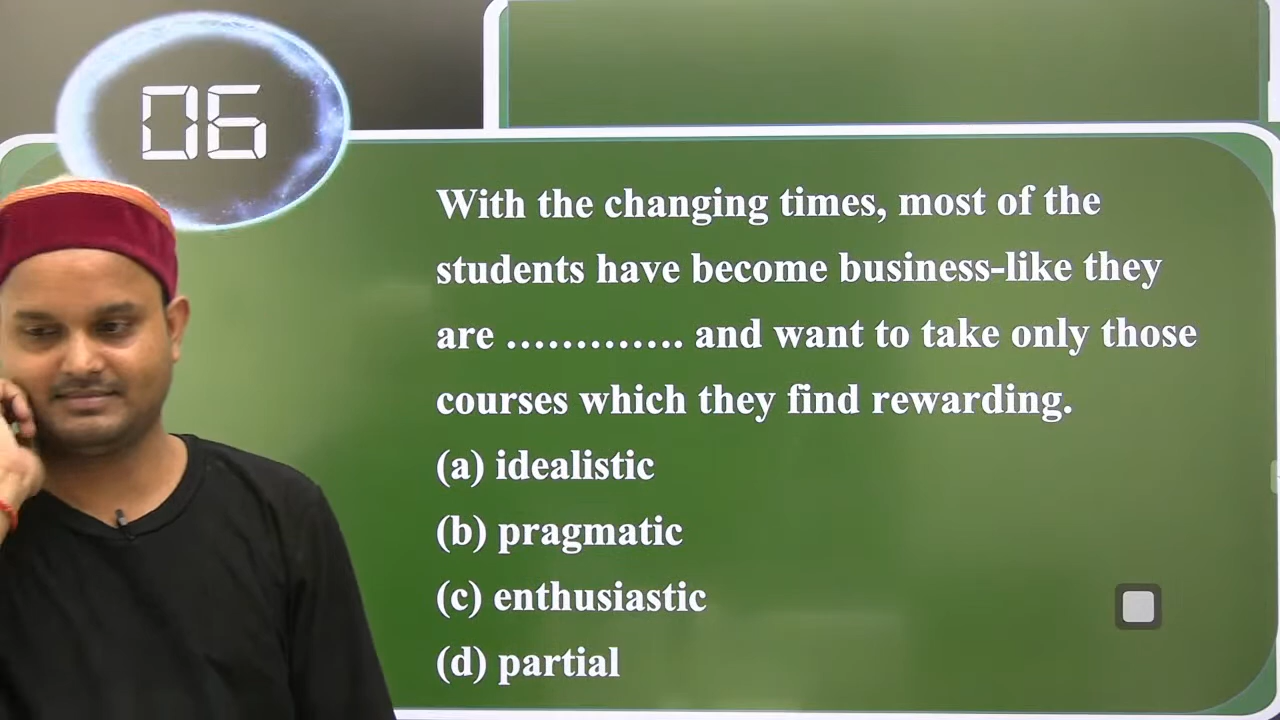 06
With the changing times, most of the
students have become business-like they
are ............. and want to take only those
courses which they find rewarding.
(a) idealistic
(b) pragmatic
(c) enthusiastic
(d) partial